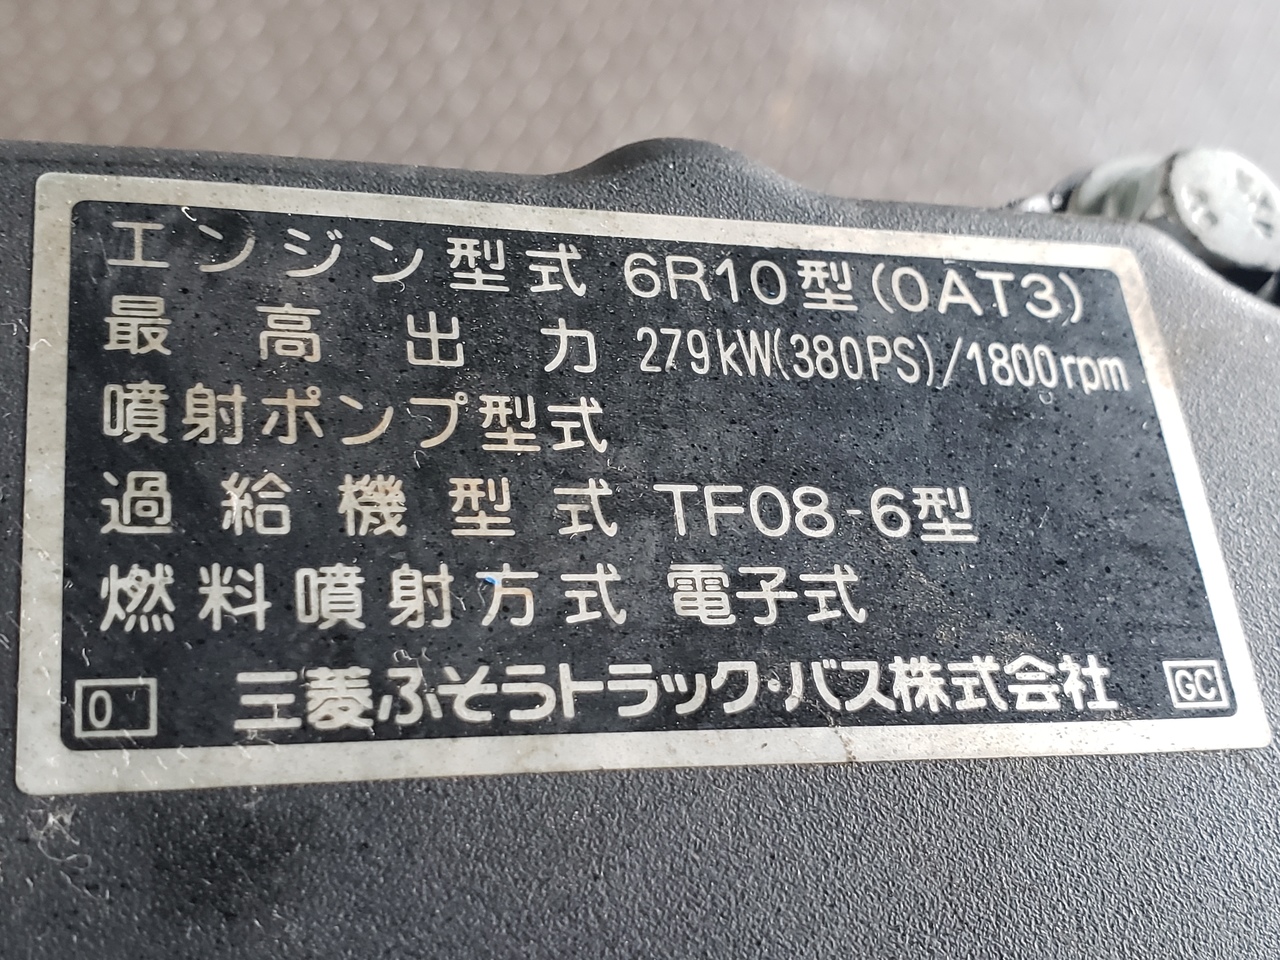 エンジン型式 6R10型(0AT3)
最高出力 279kW(380PS)/1800rpm
噴射ポンプ型式
過給機型式 TF08-6型
燃料噴射方式 電子式
0 三菱ふそうトラック・バス株式会社 GC